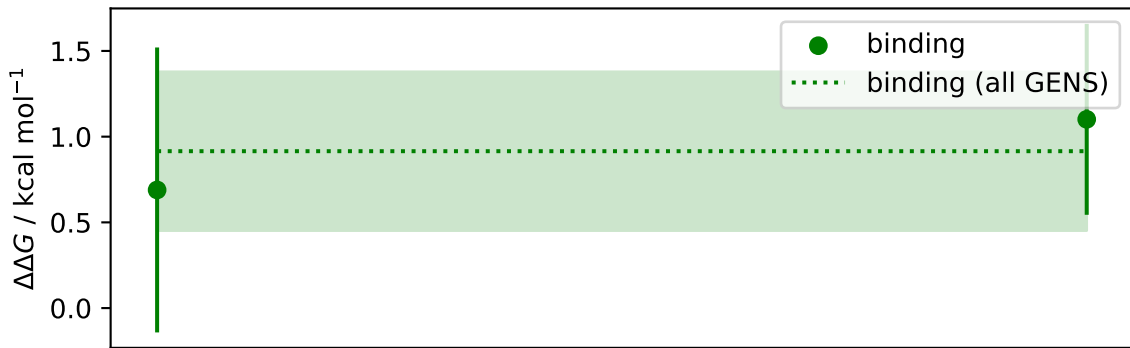 ΔΔG / kcal mol⁻¹
1.5
1.0
0.5
0.0
binding
binding (all GENS)